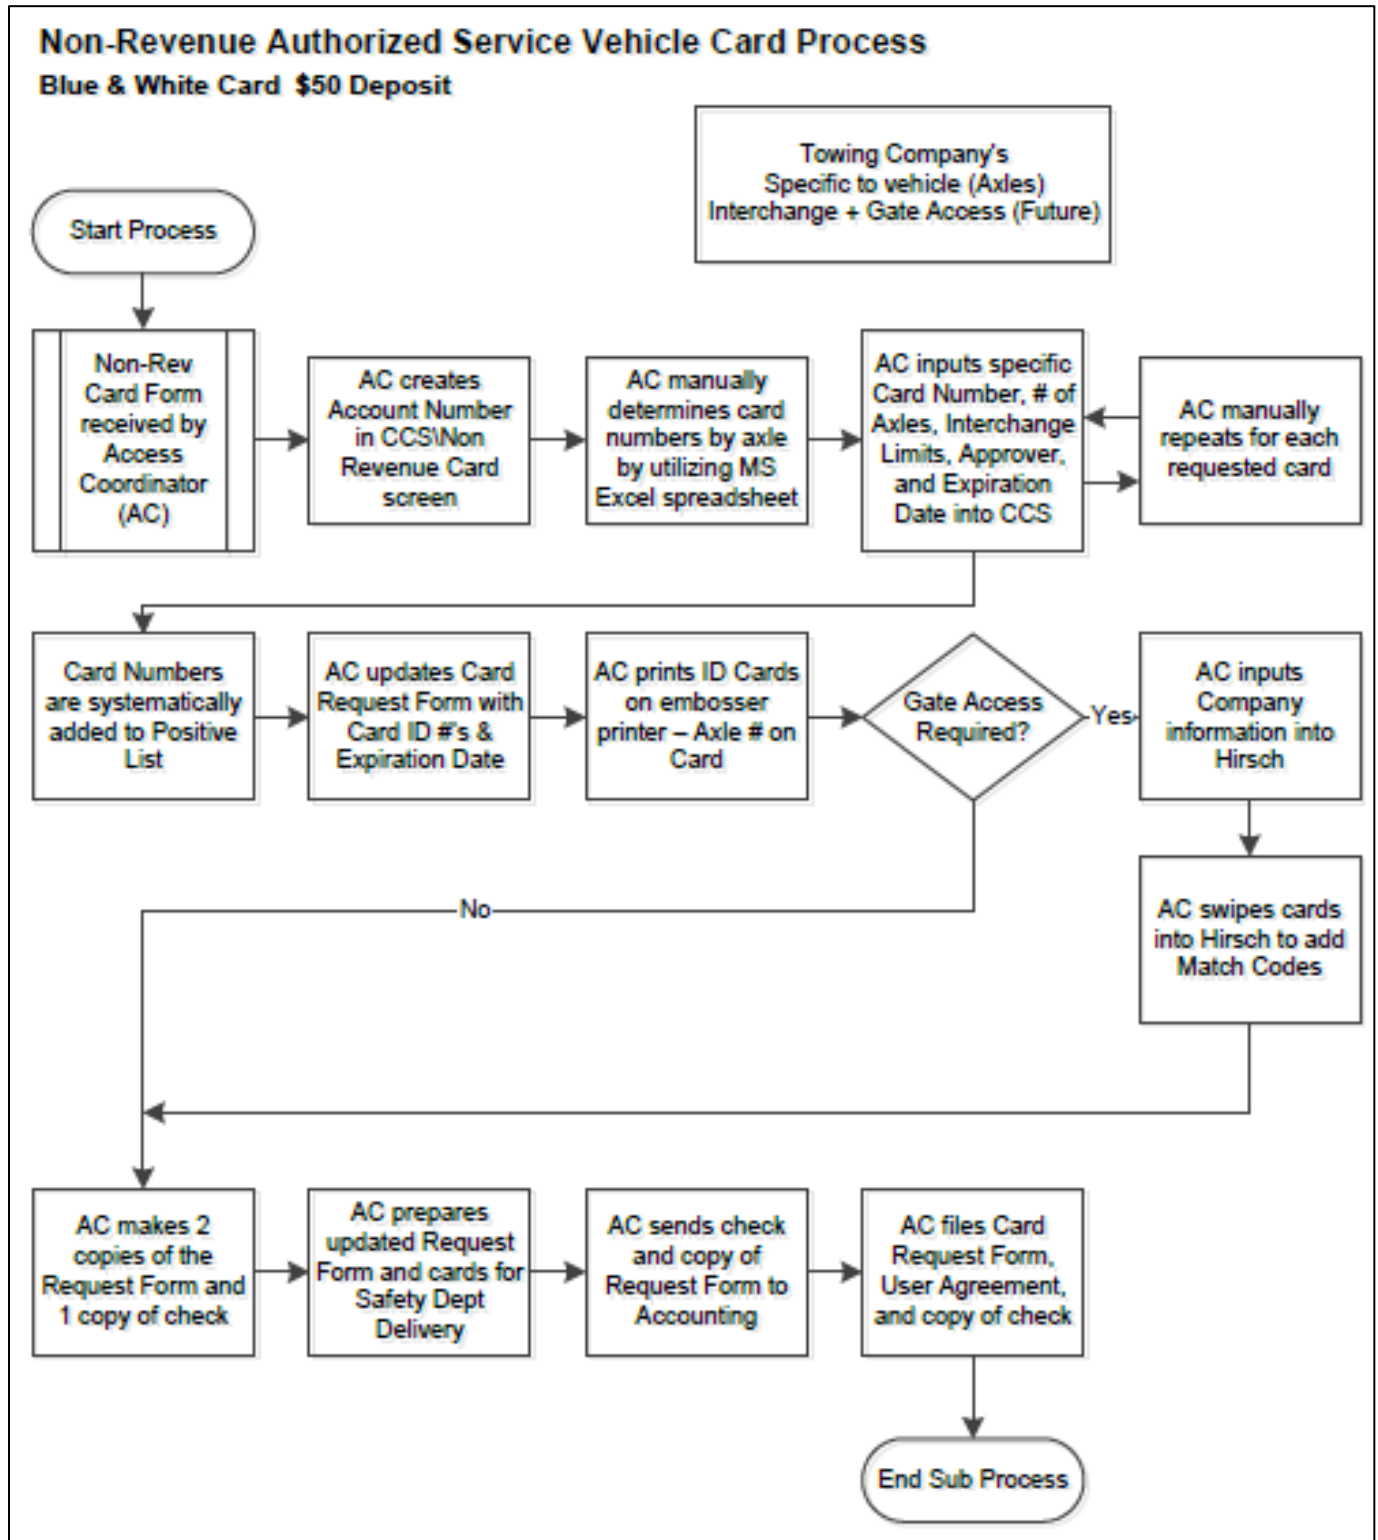 Non-Revenue Authorized Service Vehicle Card Process
Blue & White Card $50 Deposit
Towing Company's
Specific to vehicle (Axles)
Interchange + Gate Access (Future)
Start Process
Non-Rev
Card Form
received by
Access
Coordinator
(AC)
AC creates
Account Number
in CCS\Non
Revenue Card
screen
AC manually
determines card
numbers by axle
by utilizing MS
Excel spreadsheet
AC inputs specific
Card Number, # of
Axles, Interchange
Limits, Approver,
and Expiration
Date into CCS
AC manually
repeats for each
requested card
Card Numbers
are systematically
added to Positive
List
AC updates Card
Request Form with
Card ID #'s &
Expiration Date
AC prints ID Cards
on embosser
printer – Axle # on
Card
Gate Access
Required?
Yes
AC inputs
Company
information into
Hirsch
No
AC swipes cards
into Hirsch to add
Match Codes
AC makes 2
copies of the
Request Form and
1 copy of check
AC prepares
updated Request
Form and cards for
Safety Dept
Delivery
AC sends check
and copy of
Request Form to
Accounting
AC files Card
Request Form,
User Agreement,
and copy of check
End Sub Process